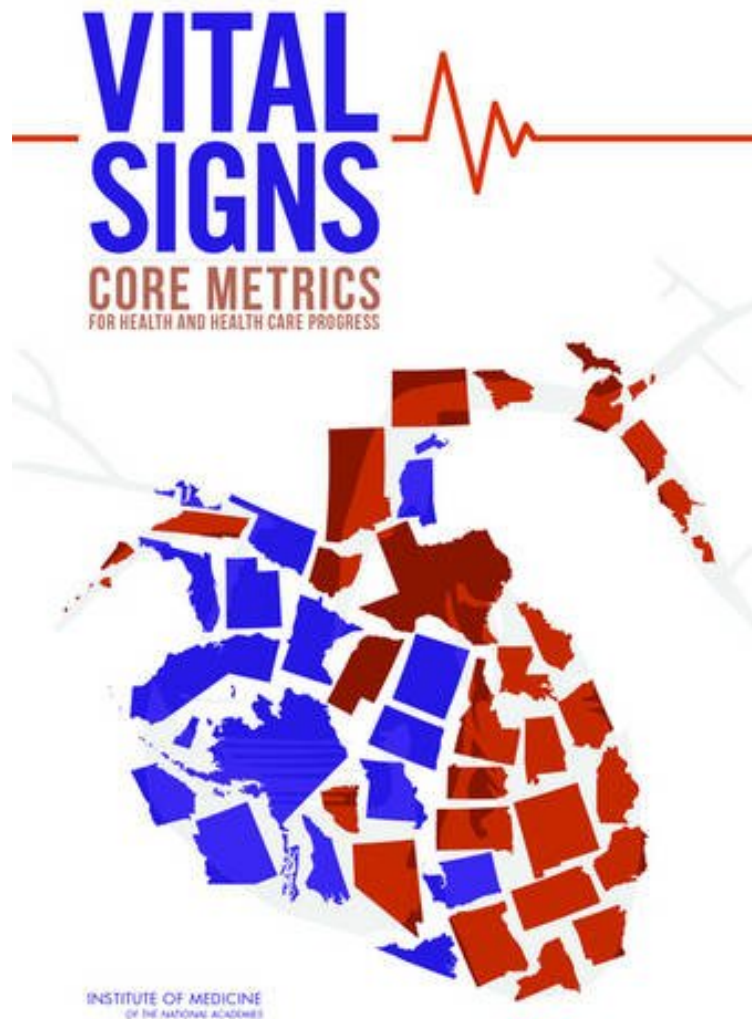 VITAL
SIGNS
CORE METRICS
FOR HEALTH AND HEALTH CARE PROGRESS
INSTITUTE OF MEDICINE
OF THE NATIONAL ACADEMIES